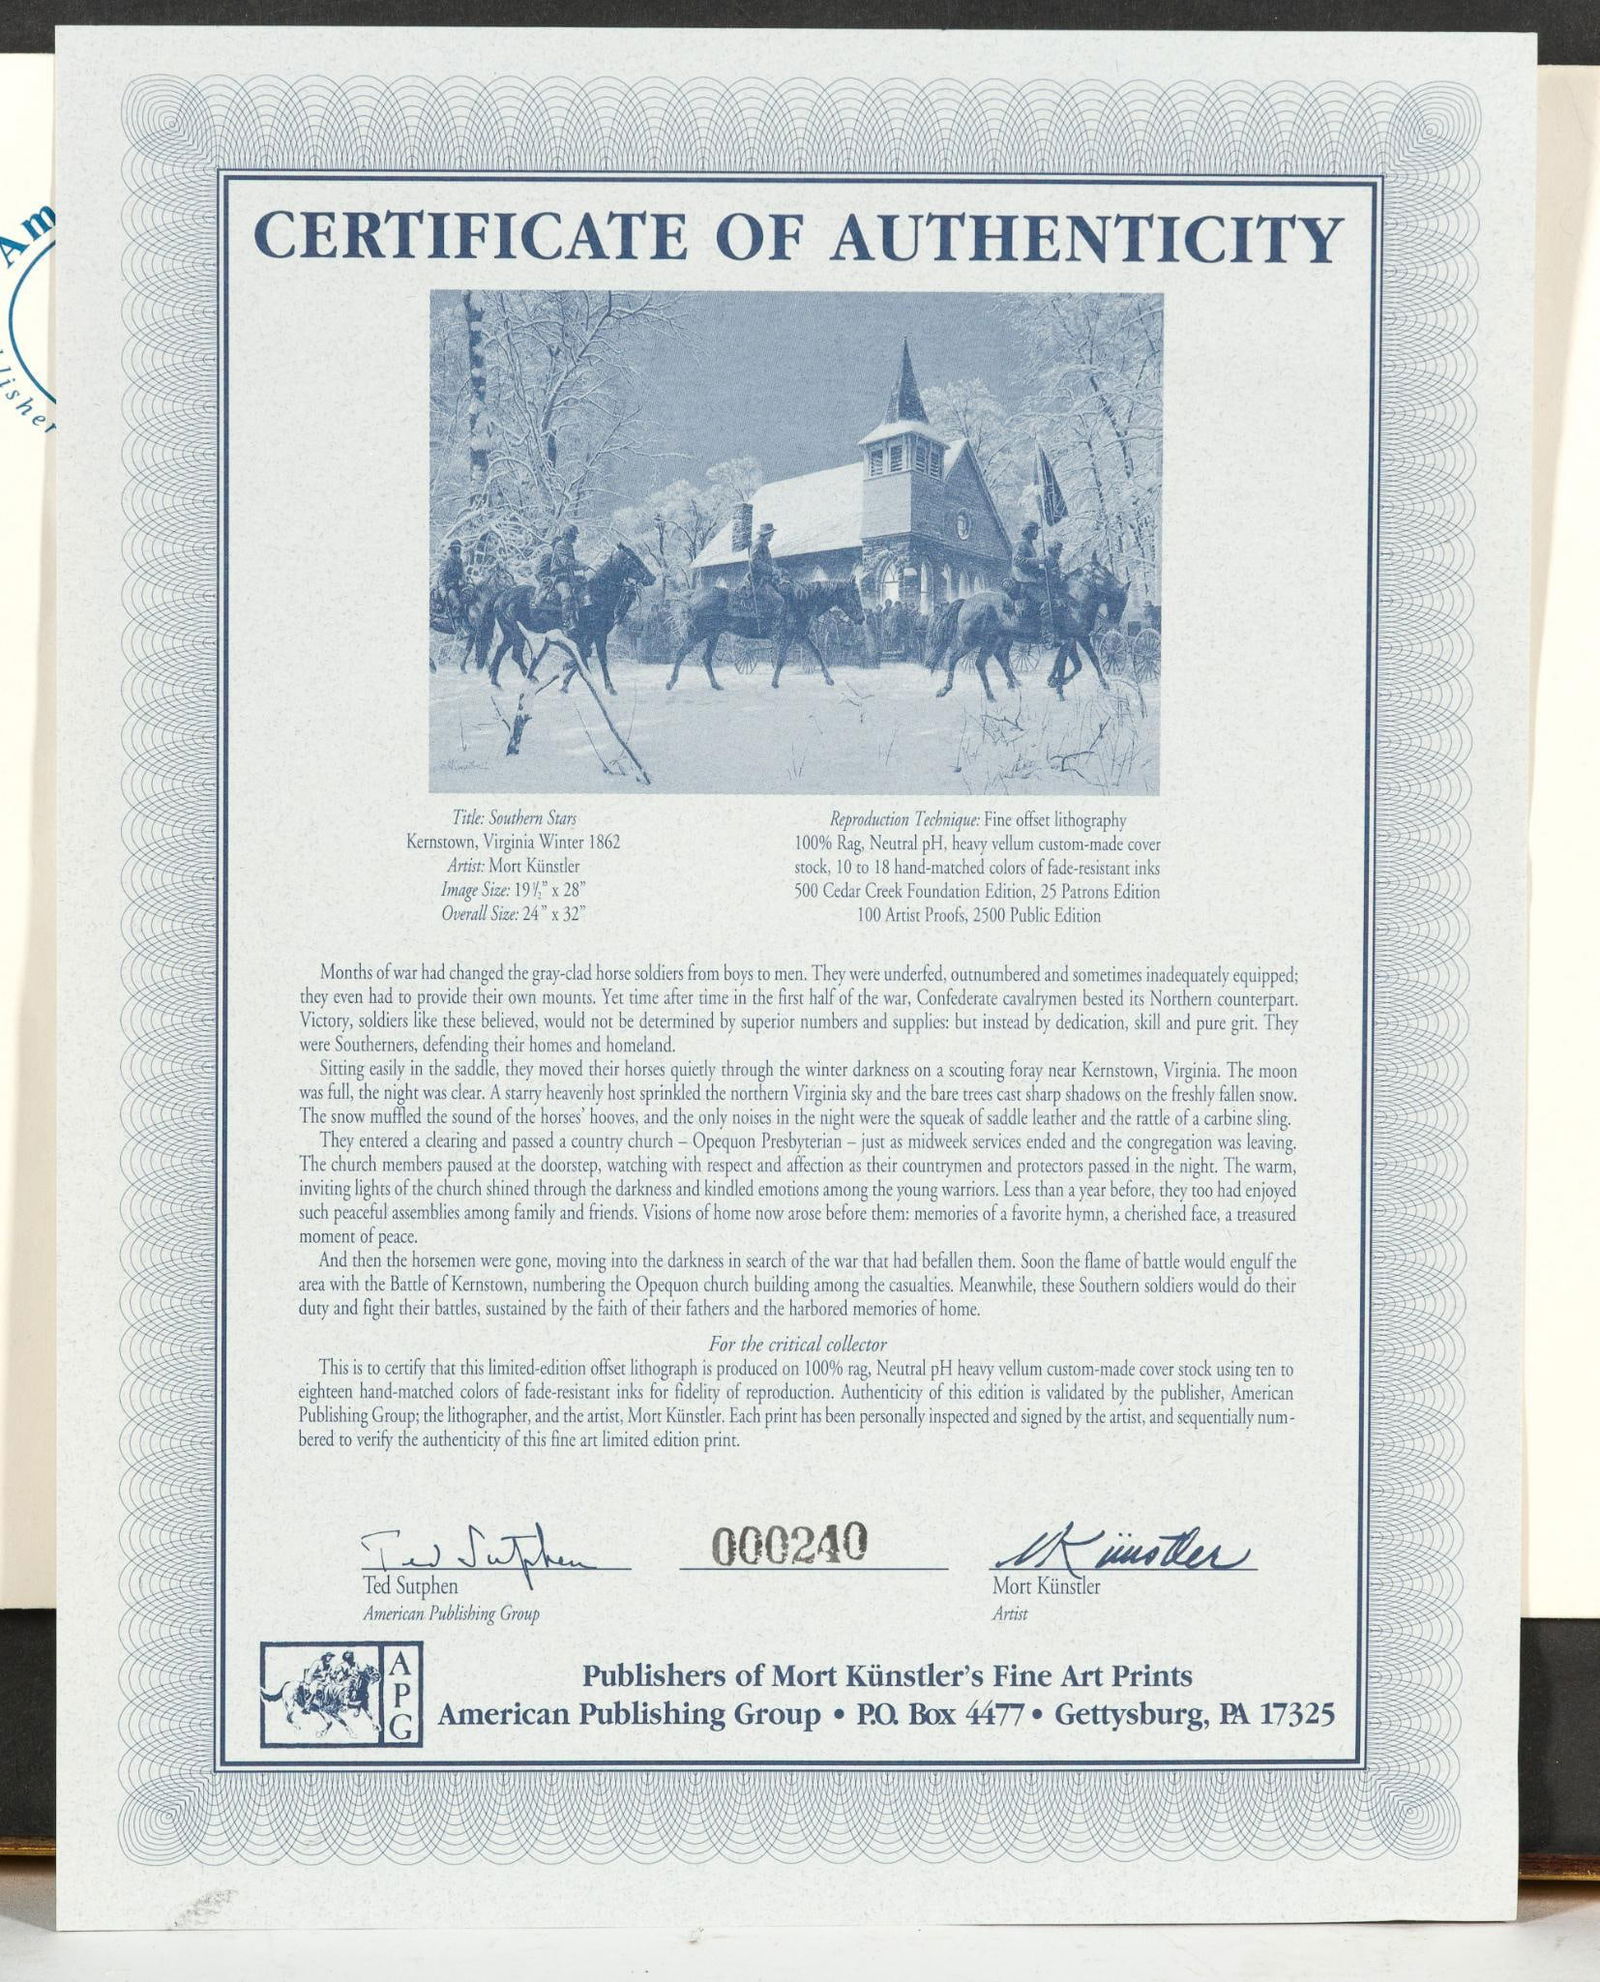 Am
lisher
CERTIFICATE OF AUTHENTICITY
Title: Southern Stars
Kernstown, Virginia Winter 1862
Artist: Mort Künstler
Image Size: 19½” x 28”
Overall Size: 24” x 32”
Reproduction Technique: Fine offset lithography
100% Rag, Neutral pH, heavy vellum custom-made cover
stock, 10 to 18 hand-matched colors of fade-resistant inks
500 Cedar Creek Foundation Edition, 25 Patrons Edition
100 Artist Proofs, 2500 Public Edition
Months of war had changed the gray-clad horse soldiers from boys to men. They were underfed, outnumbered and sometimes inadequately equipped;
they even had to provide their own mounts. Yet time after time in the first half of the war, Confederate cavalrymen bested its Northern counterpart.
Victory, soldiers like these believed, would not be determined by superior numbers and supplies: but instead by dedication, skill and pure grit. They
were Southerners, defending their homes and homeland.
Sitting easily in the saddle, they moved their horses quietly through the winter darkness on a scouting foray near Kernstown, Virginia. The moon
was full, the night was clear. A starry heavenly host sprinkled the northern Virginia sky and the bare trees cast sharp shadows on the freshly fallen snow.
The snow muffled the sound of the horses’ hooves, and the only noises in the night were the squeak of saddle leather and the rattle of a carbine sling.
They entered a clearing and passed a country church – Opequon Presbyterian – just as midweek services ended and the congregation was leaving.
The church members paused at the doorstep, watching with respect and affection as their countrymen and protectors passed in the night. The warm,
inviting lights of the church shined through the darkness and kindled emotions among the young warriors. Less than a year before, they too had enjoyed
such peaceful assemblies among family and friends. Visions of home now arose before them: memories of a favorite hymn, a cherished face, a treasured
moment of peace.
And then the horsemen were gone, moving into the darkness in search of the war that had befallen them. Soon the flame of battle would engulf the
area with the Battle of Kernstown, numbering the Opequon church building among the casualties. Meanwhile, these Southern soldiers would do their
duty and fight their battles, sustained by the faith of their fathers and the harbored memories of home.
For the critical collector
This is to certify that this limited-edition offset lithograph is produced on 100% rag, Neutral pH heavy vellum custom-made cover stock using ten to
eighteen hand-matched colors of fade-resistant inks for fidelity of reproduction. Authenticity of this edition is validated by the publisher, American
Publishing Group; the lithographer, and the artist, Mort Künstler. Each print has been personally inspected and signed by the artist, and sequentially num-
bered to verify the authenticity of this fine art limited edition print.
Ted Sutphen
000240
MKünstler
Ted Sutphen
American Publishing Group
Mort Künstler
Artist
APG
Publishers of Mort Künstler’s Fine Art Prints
American Publishing Group • P.O. Box 4477 • Gettysburg, PA 17325